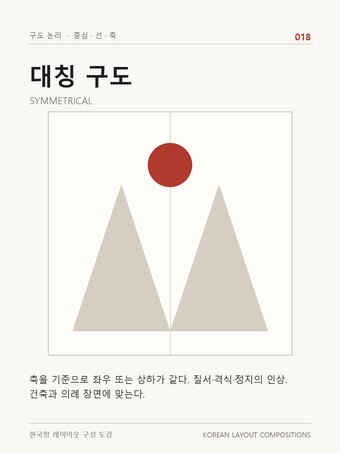 구도 논리 · 중심 · 선 · 축
018
대칭 구도
SYMMETRICAL
축을 기준으로 좌우 또는 상하가 같다. 질서·격식·정지의 인상.
건축과 의례 장면에 맞는다.
한국형 레이아웃 구성 도감
KOREAN LAYOUT COMPOSITIONS